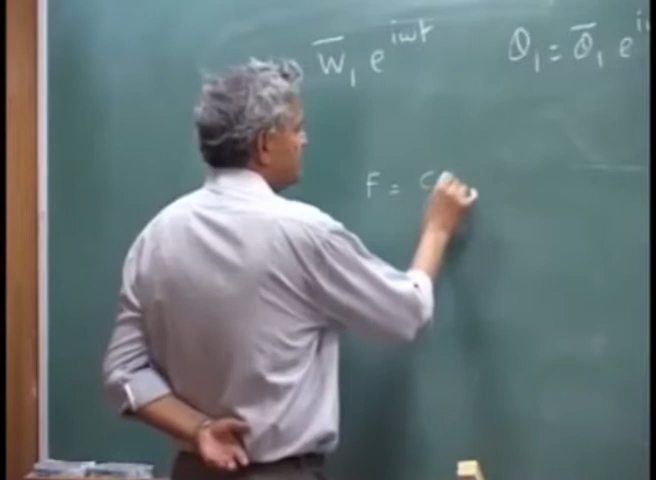 W̄₁ e^{iωt} θ₁ = θ̄₁ e^{i
F = C